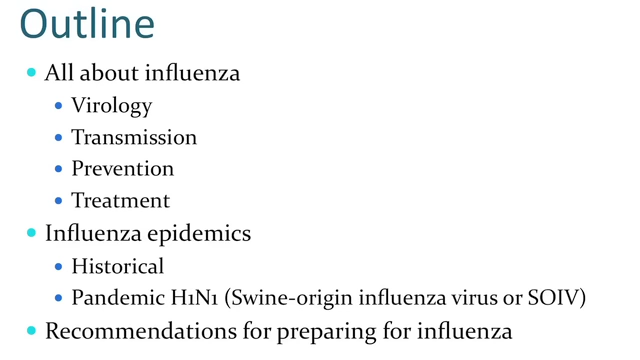 Outline
All about influenza
Virology
Transmission
Prevention
Treatment
Influenza epidemics
Historical
Pandemic H1N1 (Swine-origin influenza virus or SOIV)
Recommendations for preparing for influenza